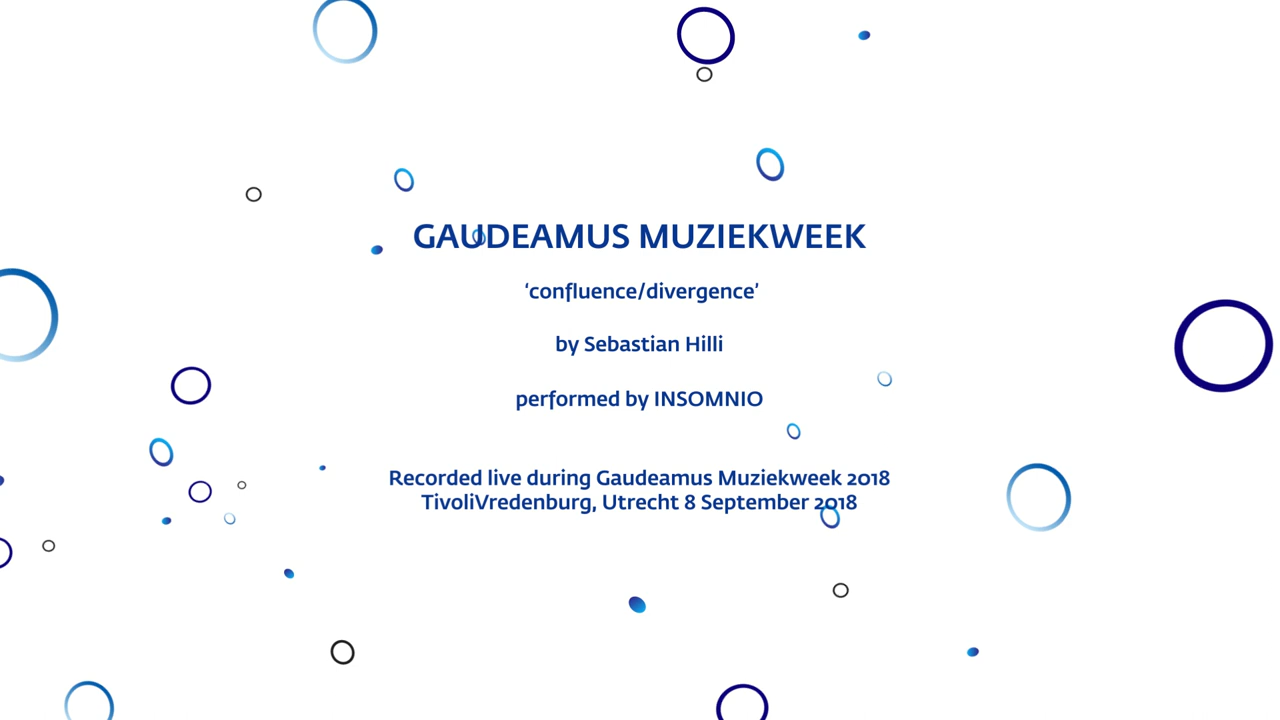 GAUDEAMUS MUZIEKWEEK
‘confluence/divergence’
by Sebastian Hilli
performed by INSOMNIO
Recorded live during Gaudeamus Muziekweek 2018
TivoliVredenburg, Utrecht 8 September 2018